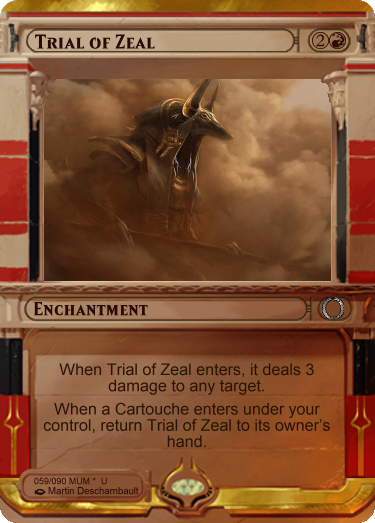 Trial of Zeal
2
Enchantment
When Trial of Zeal enters, it deals 3
damage to any target.
When a Cartouche enters under your
control, return Trial of Zeal to its owner's
hand.
059/090 MUM * U
Martin Deschambault